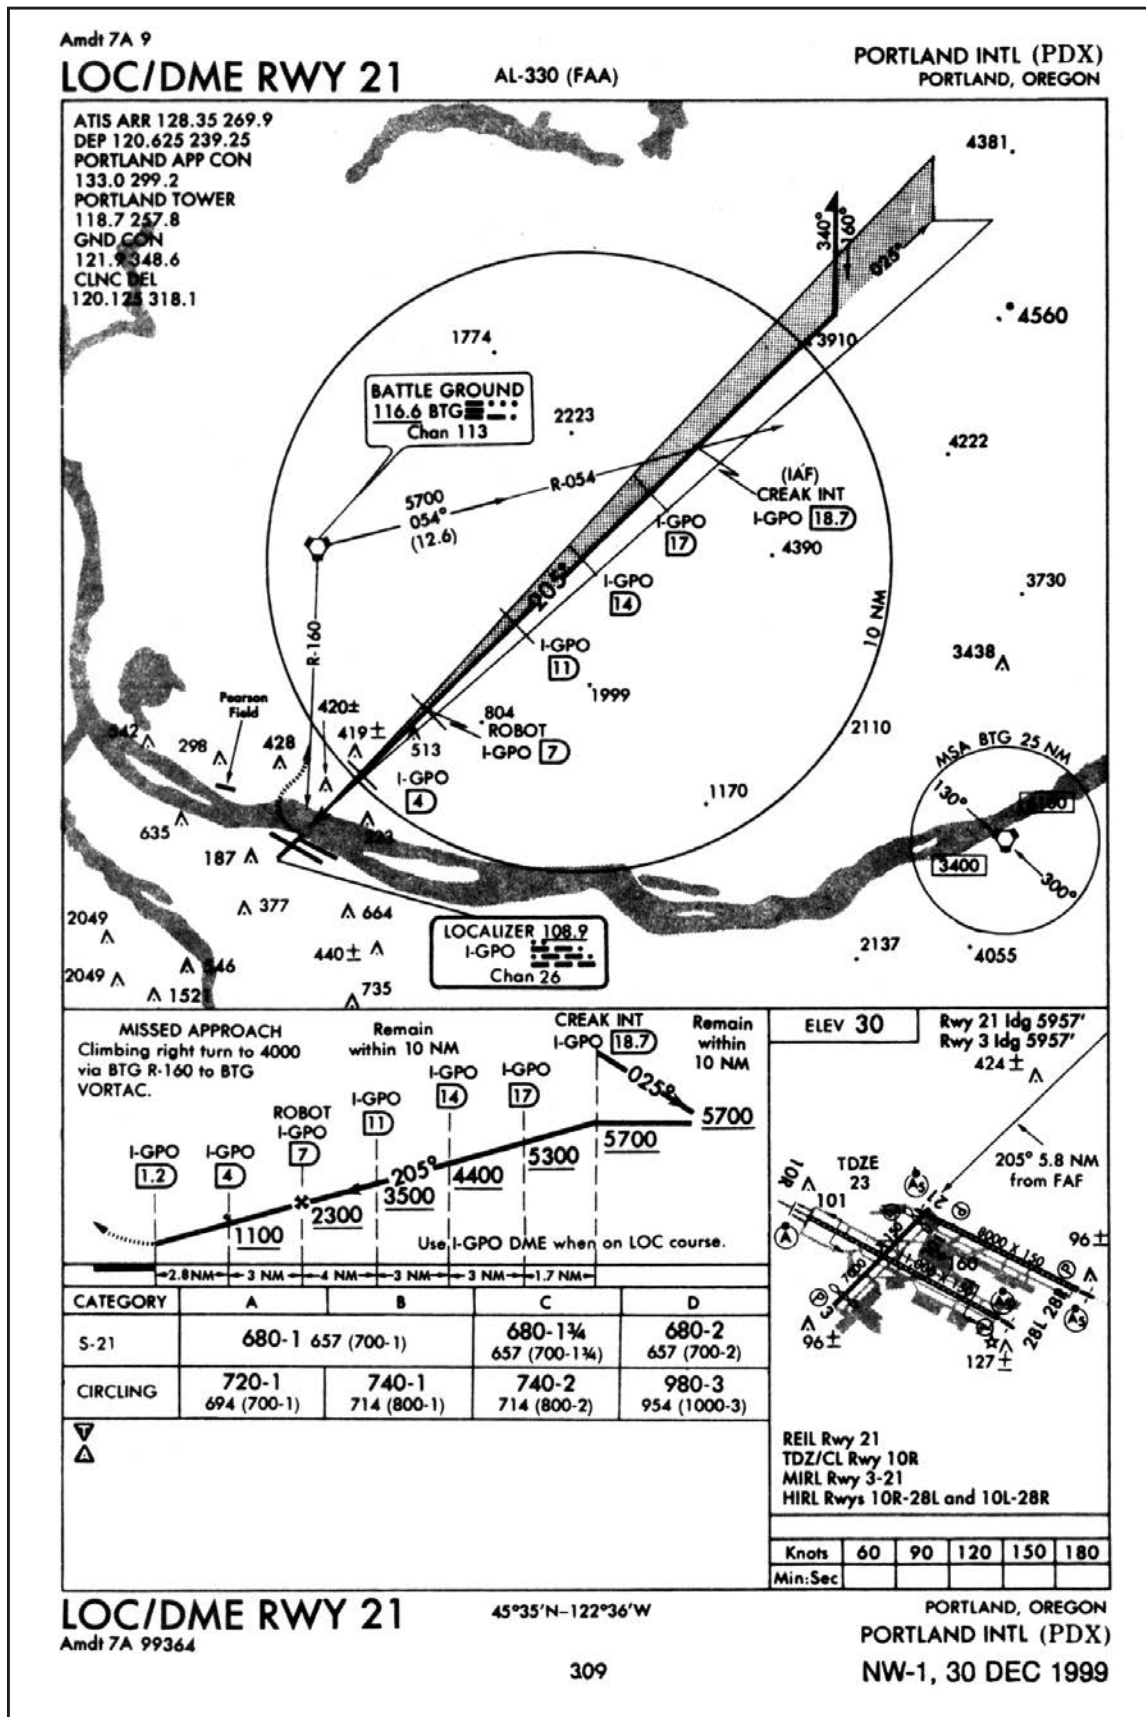 Amdt 7A 9
LOC/DME RWY 21
AL-330 (FAA)
PORTLAND INTL (PDX)
PORTLAND, OREGON
ATIS ARR 128.35 269.9
DEP 120.625 239.25
PORTLAND APP CON
133.0 299.2
PORTLAND TOWER
118.7 257.8
GND CON
121.9 348.6
CLNC DEL
120.125 318.1
4381
340°
160°
025°
4560
3910
1774
BATTLE GROUND
116.6 BTG
Chan 113
2223
4222
R-054
5700
054°
(12.6)
(IAF)
CREAK INT
I-GPO 18.7
I-GPO
17
4390
205°
I-GPO
14
3730
10 NM
R-160
I-GPO
11
3438
1999
Pearson
Field
420±
804
ROBOT
I-GPO 7
542
298
428
419±
513
2110
MSA BTG 25 NM
130°
I-GPO
4
1170
635
187
3400
300°
377
664
2049
LOCALIZER 108.9
I-GPO
Chan 26
440±
2137
4055
546
2049
1521
735
MISSED APPROACH
Climbing right turn to 4000
via BTG R-160 to BTG
VORTAC.
Remain
within 10 NM
CREAK INT
I-GPO 18.7
Remain
within
10 NM
025°
I-GPO
17
I-GPO
14
I-GPO
11
ROBOT
I-GPO
7
I-GPO
4
I-GPO
1.2
5700
5700
5300
4400
205°
3500
2300
1100
Use I-GPO DME when on LOC course.
2.8 NM 3 NM 4 NM 3 NM 3 NM 1.7 NM
ELEV 30
Rwy 21 ldg 5957'
Rwy 3 ldg 5957'
424±
205° 5.8 NM
from FAF
TDZE
23
10R
101
21
A5
P
A
8000 X 150
96±
7000
150
160
3
28L
28R
96±
127±
CATEGORY A B C D
S-21 680-1 657 (700-1) 680-1¾ 657 (700-1¾) 680-2 657 (700-2)
CIRCLING 720-1 694 (700-1) 740-1 714 (800-1) 740-2 714 (800-2) 980-3 954 (1000-3)
T
A
REIL Rwy 21
TDZ/CL Rwy 10R
MIRL Rwy 3-21
HIRL Rwys 10R-28L and 10L-28R
Knots 60 90 120 150 180
Min:Sec
LOC/DME RWY 21
Amdt 7A 99364
45°35'N-122°36'W
PORTLAND, OREGON
PORTLAND INTL (PDX)
309
NW-1, 30 DEC 1999